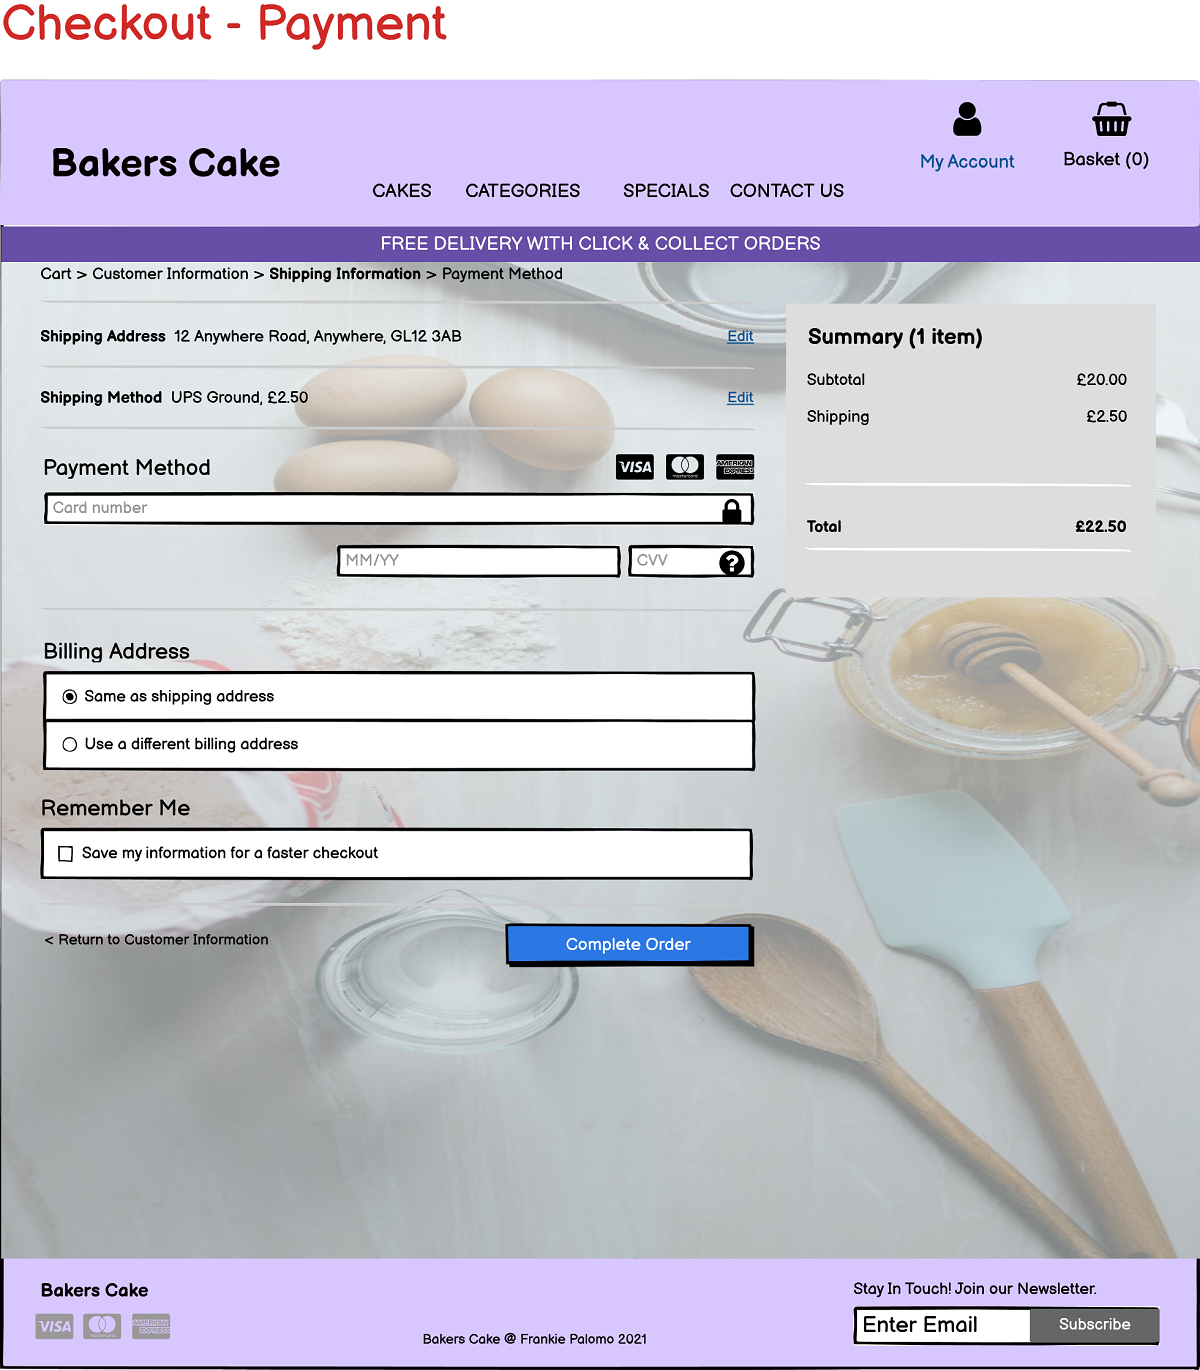 Checkout - Payment
My Account
Basket (0)
Bakers Cake
CAKES CATEGORIES SPECIALS CONTACT US
FREE DELIVERY WITH CLICK & COLLECT ORDERS
Cart > Customer Information > Shipping Information > Payment Method
Shipping Address 12 Anywhere Road, Anywhere, GL12 3AB Edit
Shipping Method UPS Ground, £2.50 Edit
Payment Method VISA mastercard AMERICAN EXPRESS
Card number
MM/YY CVV ?
Billing Address
Same as shipping address
Use a different billing address
Remember Me
Save my information for a faster checkout
< Return to Customer Information Complete Order
Summary (1 item)
Subtotal £20.00
Shipping £2.50
Total £22.50
Bakers Cake
VISA mastercard AMERICAN EXPRESS
Bakers Cake @ Frankie Palomo 2021
Stay In Touch! Join our Newsletter.
Enter Email Subscribe